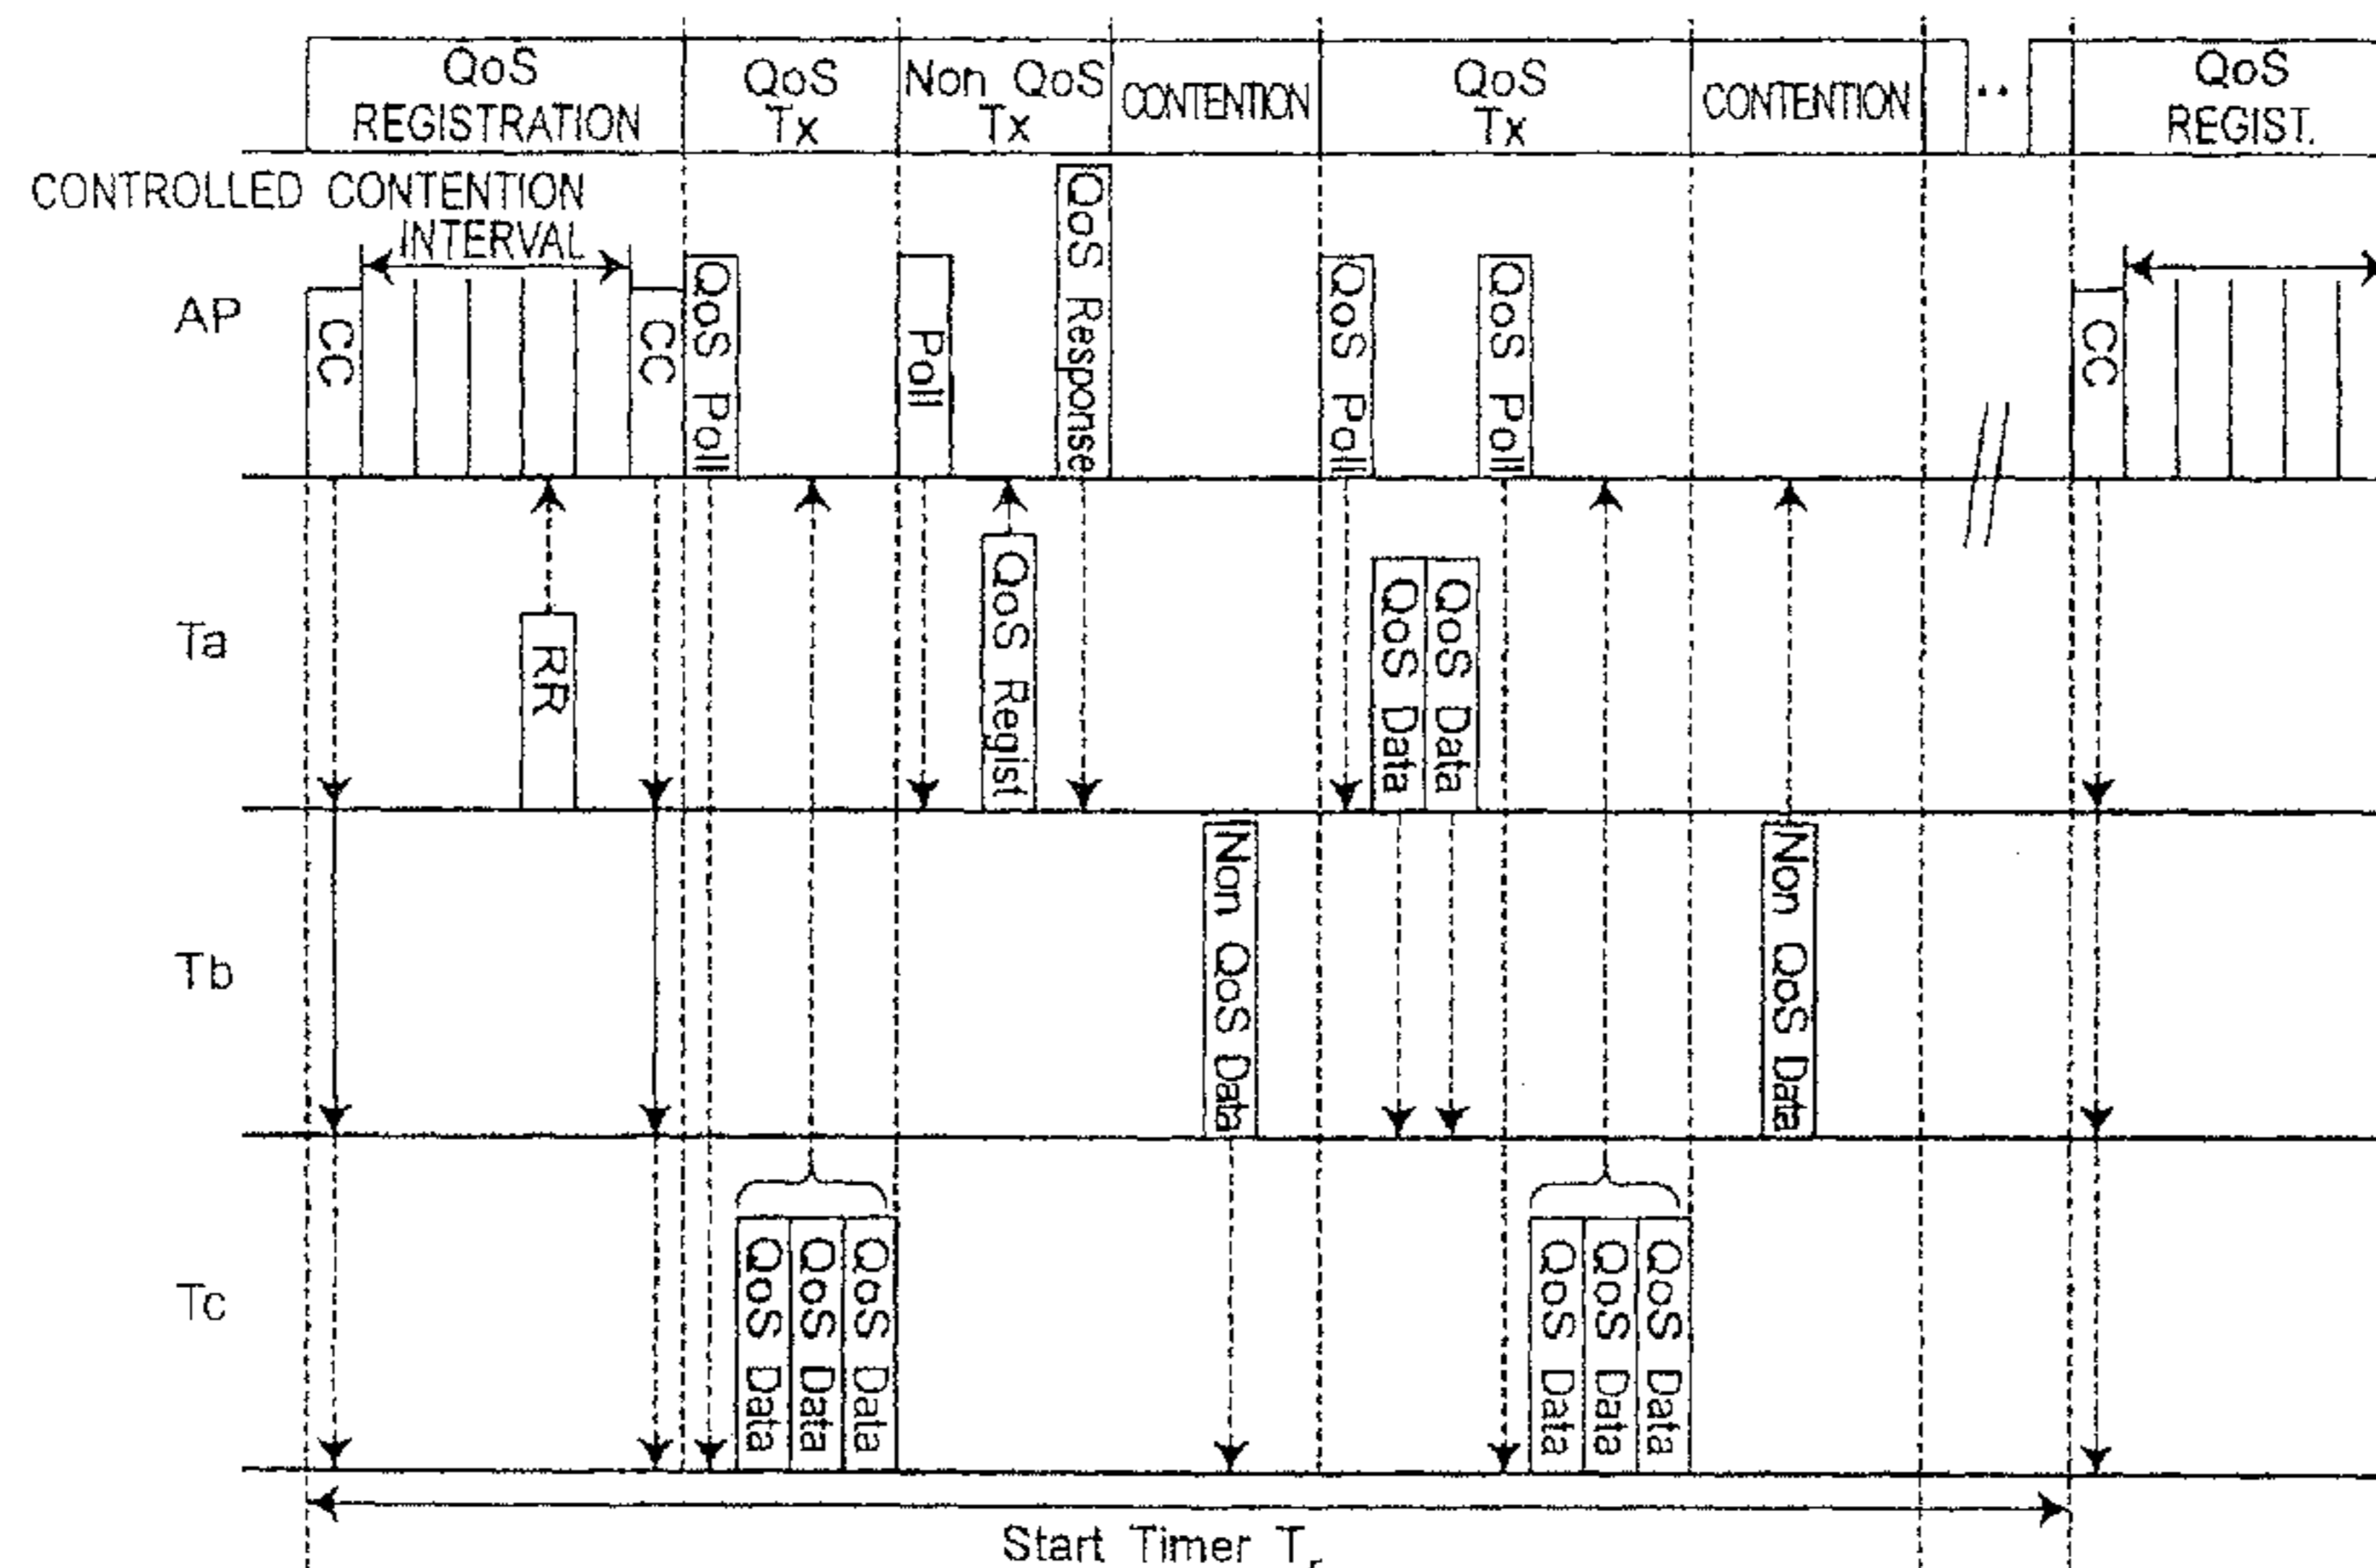 QoS
REGISTRATION
QoS
Tx
Non QoS
Tx
CONTENTION
QoS
Tx
CONTENTION
..
QoS
REGIST.
CONTROLLED CONTENTION
INTERVAL
AP
CC
CC
QoS Poll
Poll
QoS Response
QoS Poll
QoS Poll
CC
Ta
RR
QoS Regist
QoS Data
QoS Data
Tb
Non QoS Data
Non QoS Data
Tc
QoS Data
QoS Data
QoS Data
QoS Data
QoS Data
QoS Data
Start Timer Tr